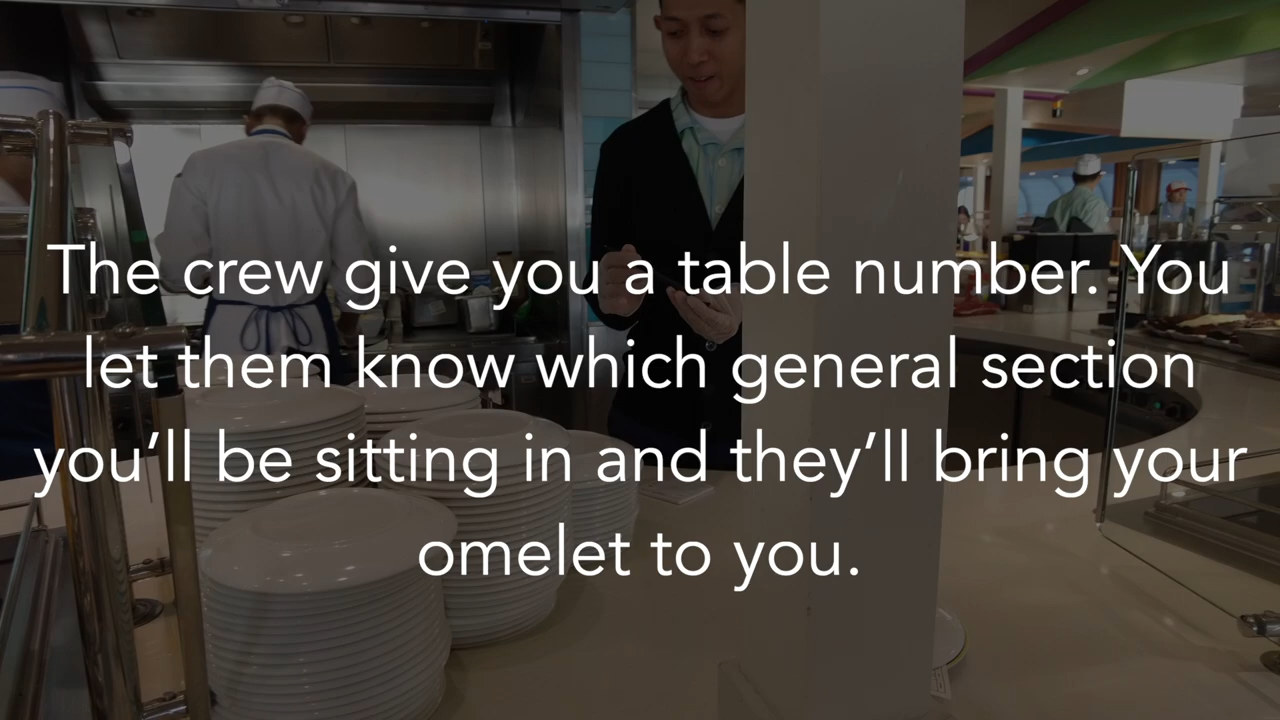 The crew give you a table number. You
let them know which general section
you’ll be sitting in and they’ll bring your
omelet to you.